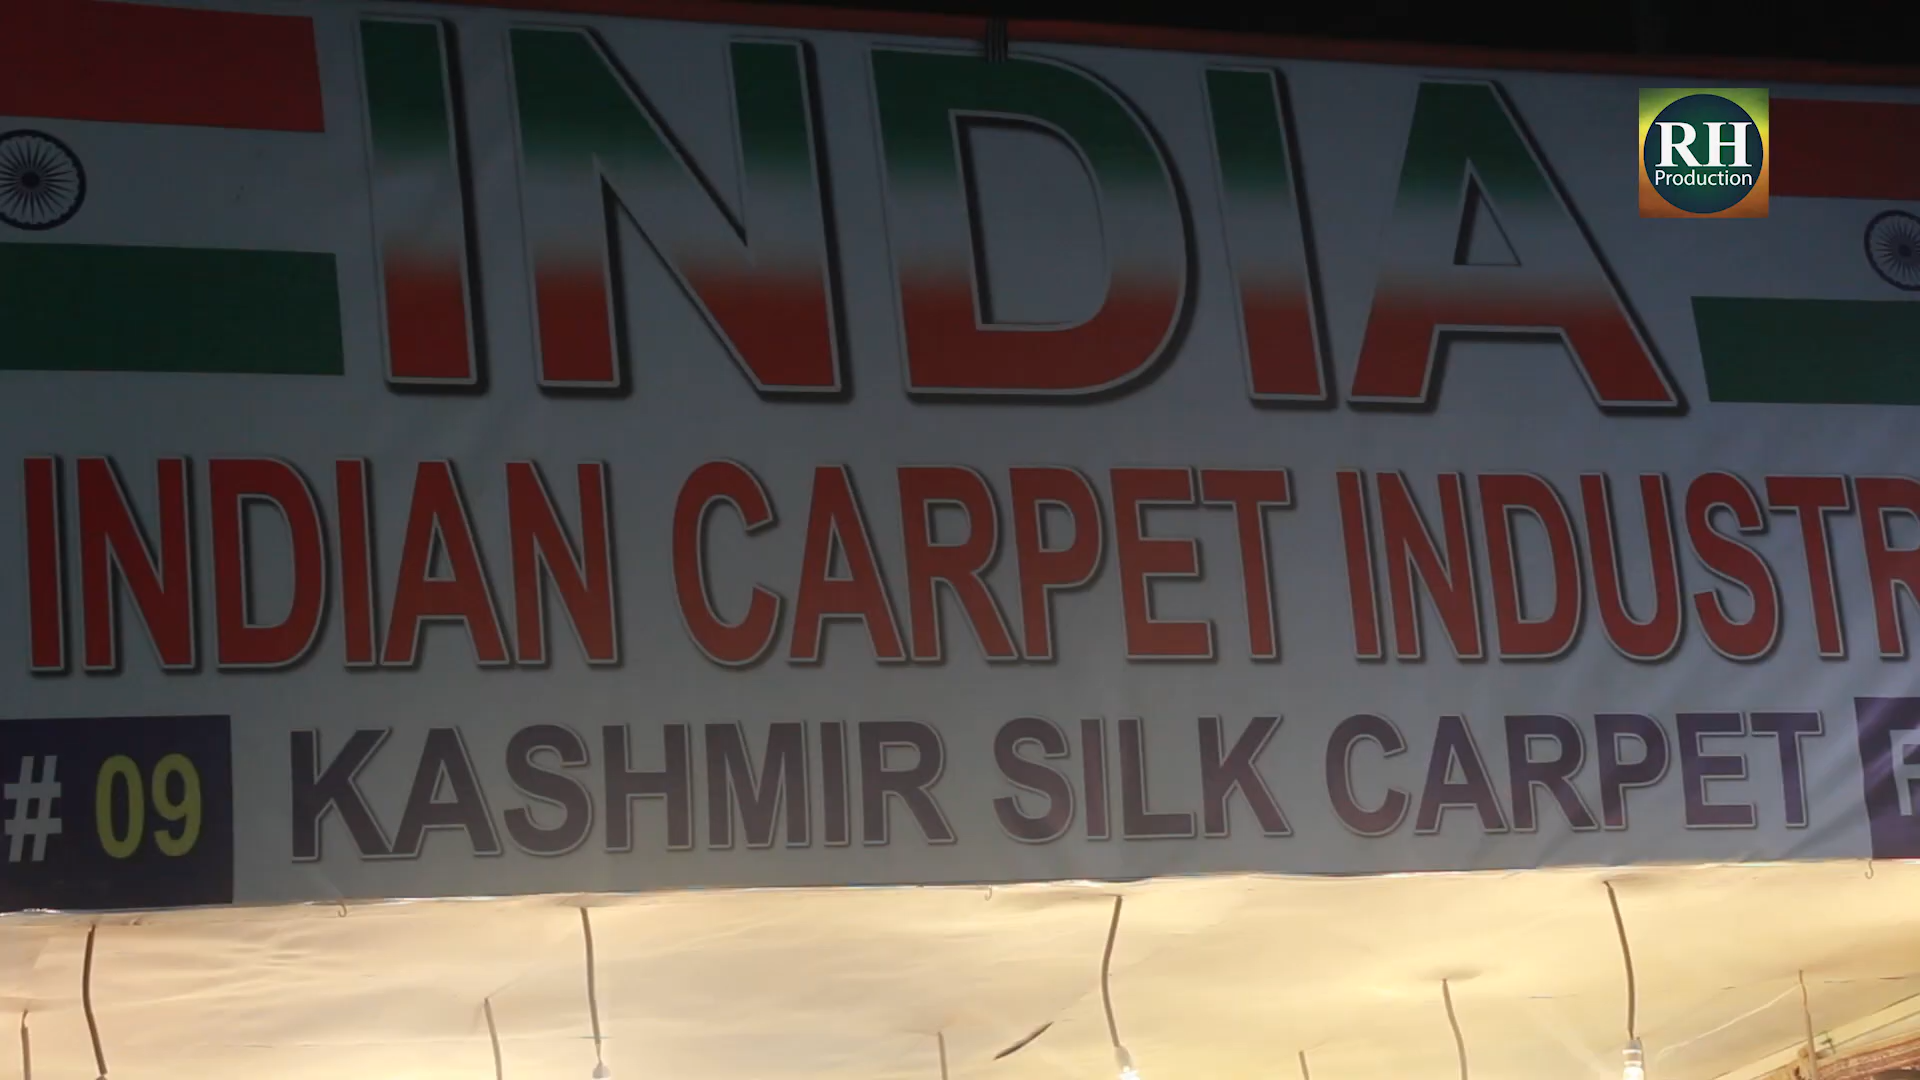 INDIA
RH
Production
INDIAN CARPET INDUSTR
# 09
KASHMIR SILK CARPET